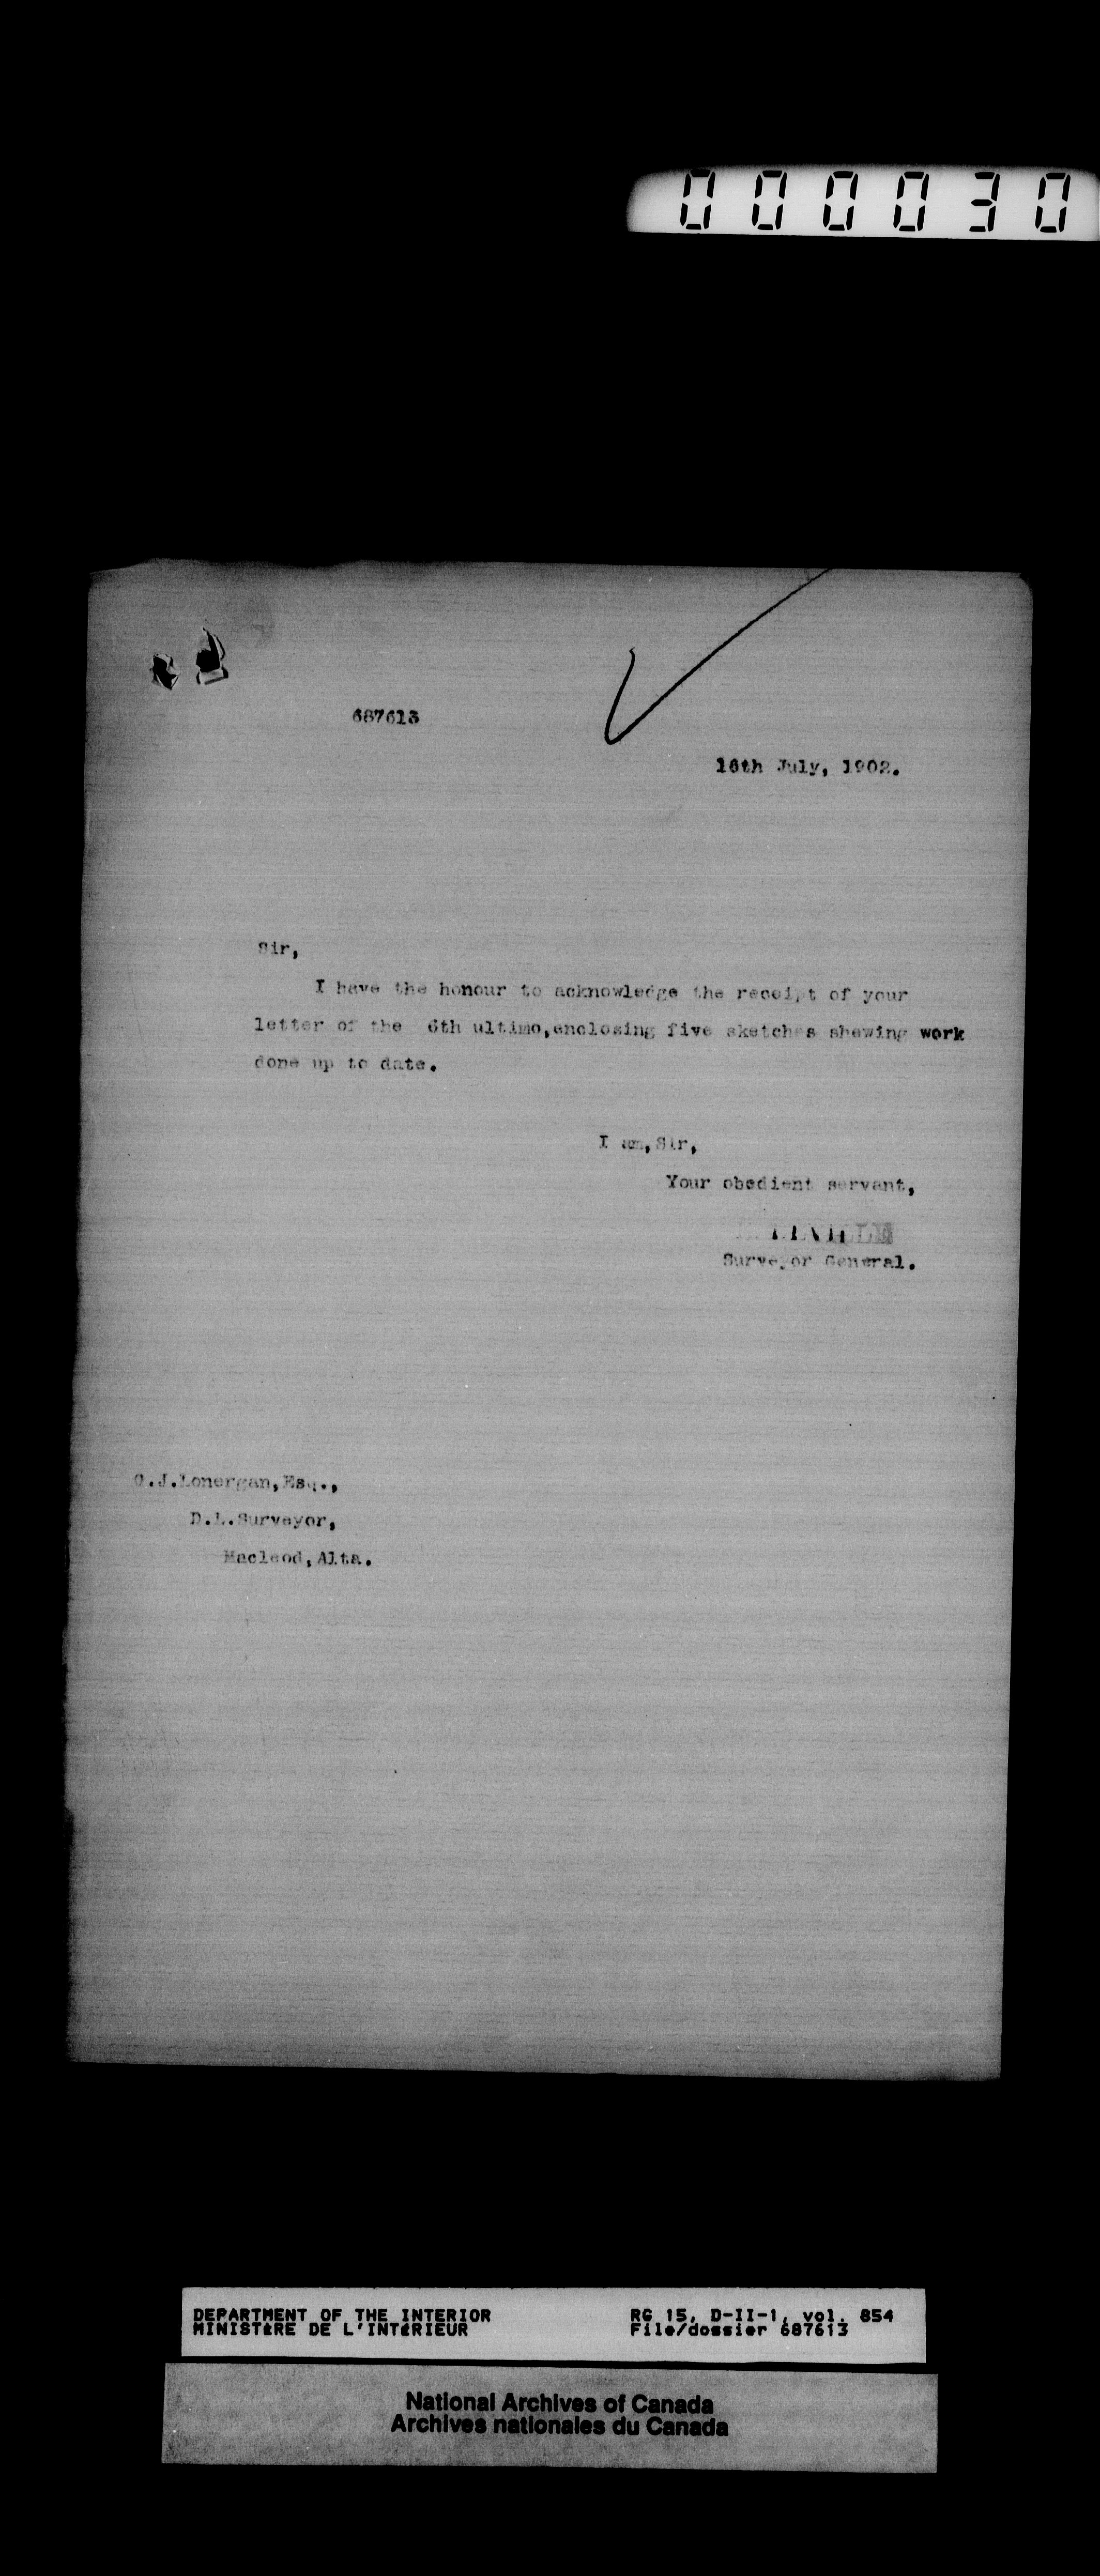 000030
687613
16th July, 1902.
Sir,
I have the honour to acknowledge the receipt of your
letter of the 6th ultimo, enclosing five sketches shewing work
done up to date.
I am, Sir,
Your obedient servant,
Surveyor General.
G.J.Lonergan, Esq.,
D.L.Surveyor,
Macleod, Alta.
DEPARTMENT OF THE INTERIOR
MINISTÈRE DE L'INTÉRIEUR
RG 15, D-II-1, vol. 854
File/dossier 687613
National Archives of Canada
Archives nationales du Canada